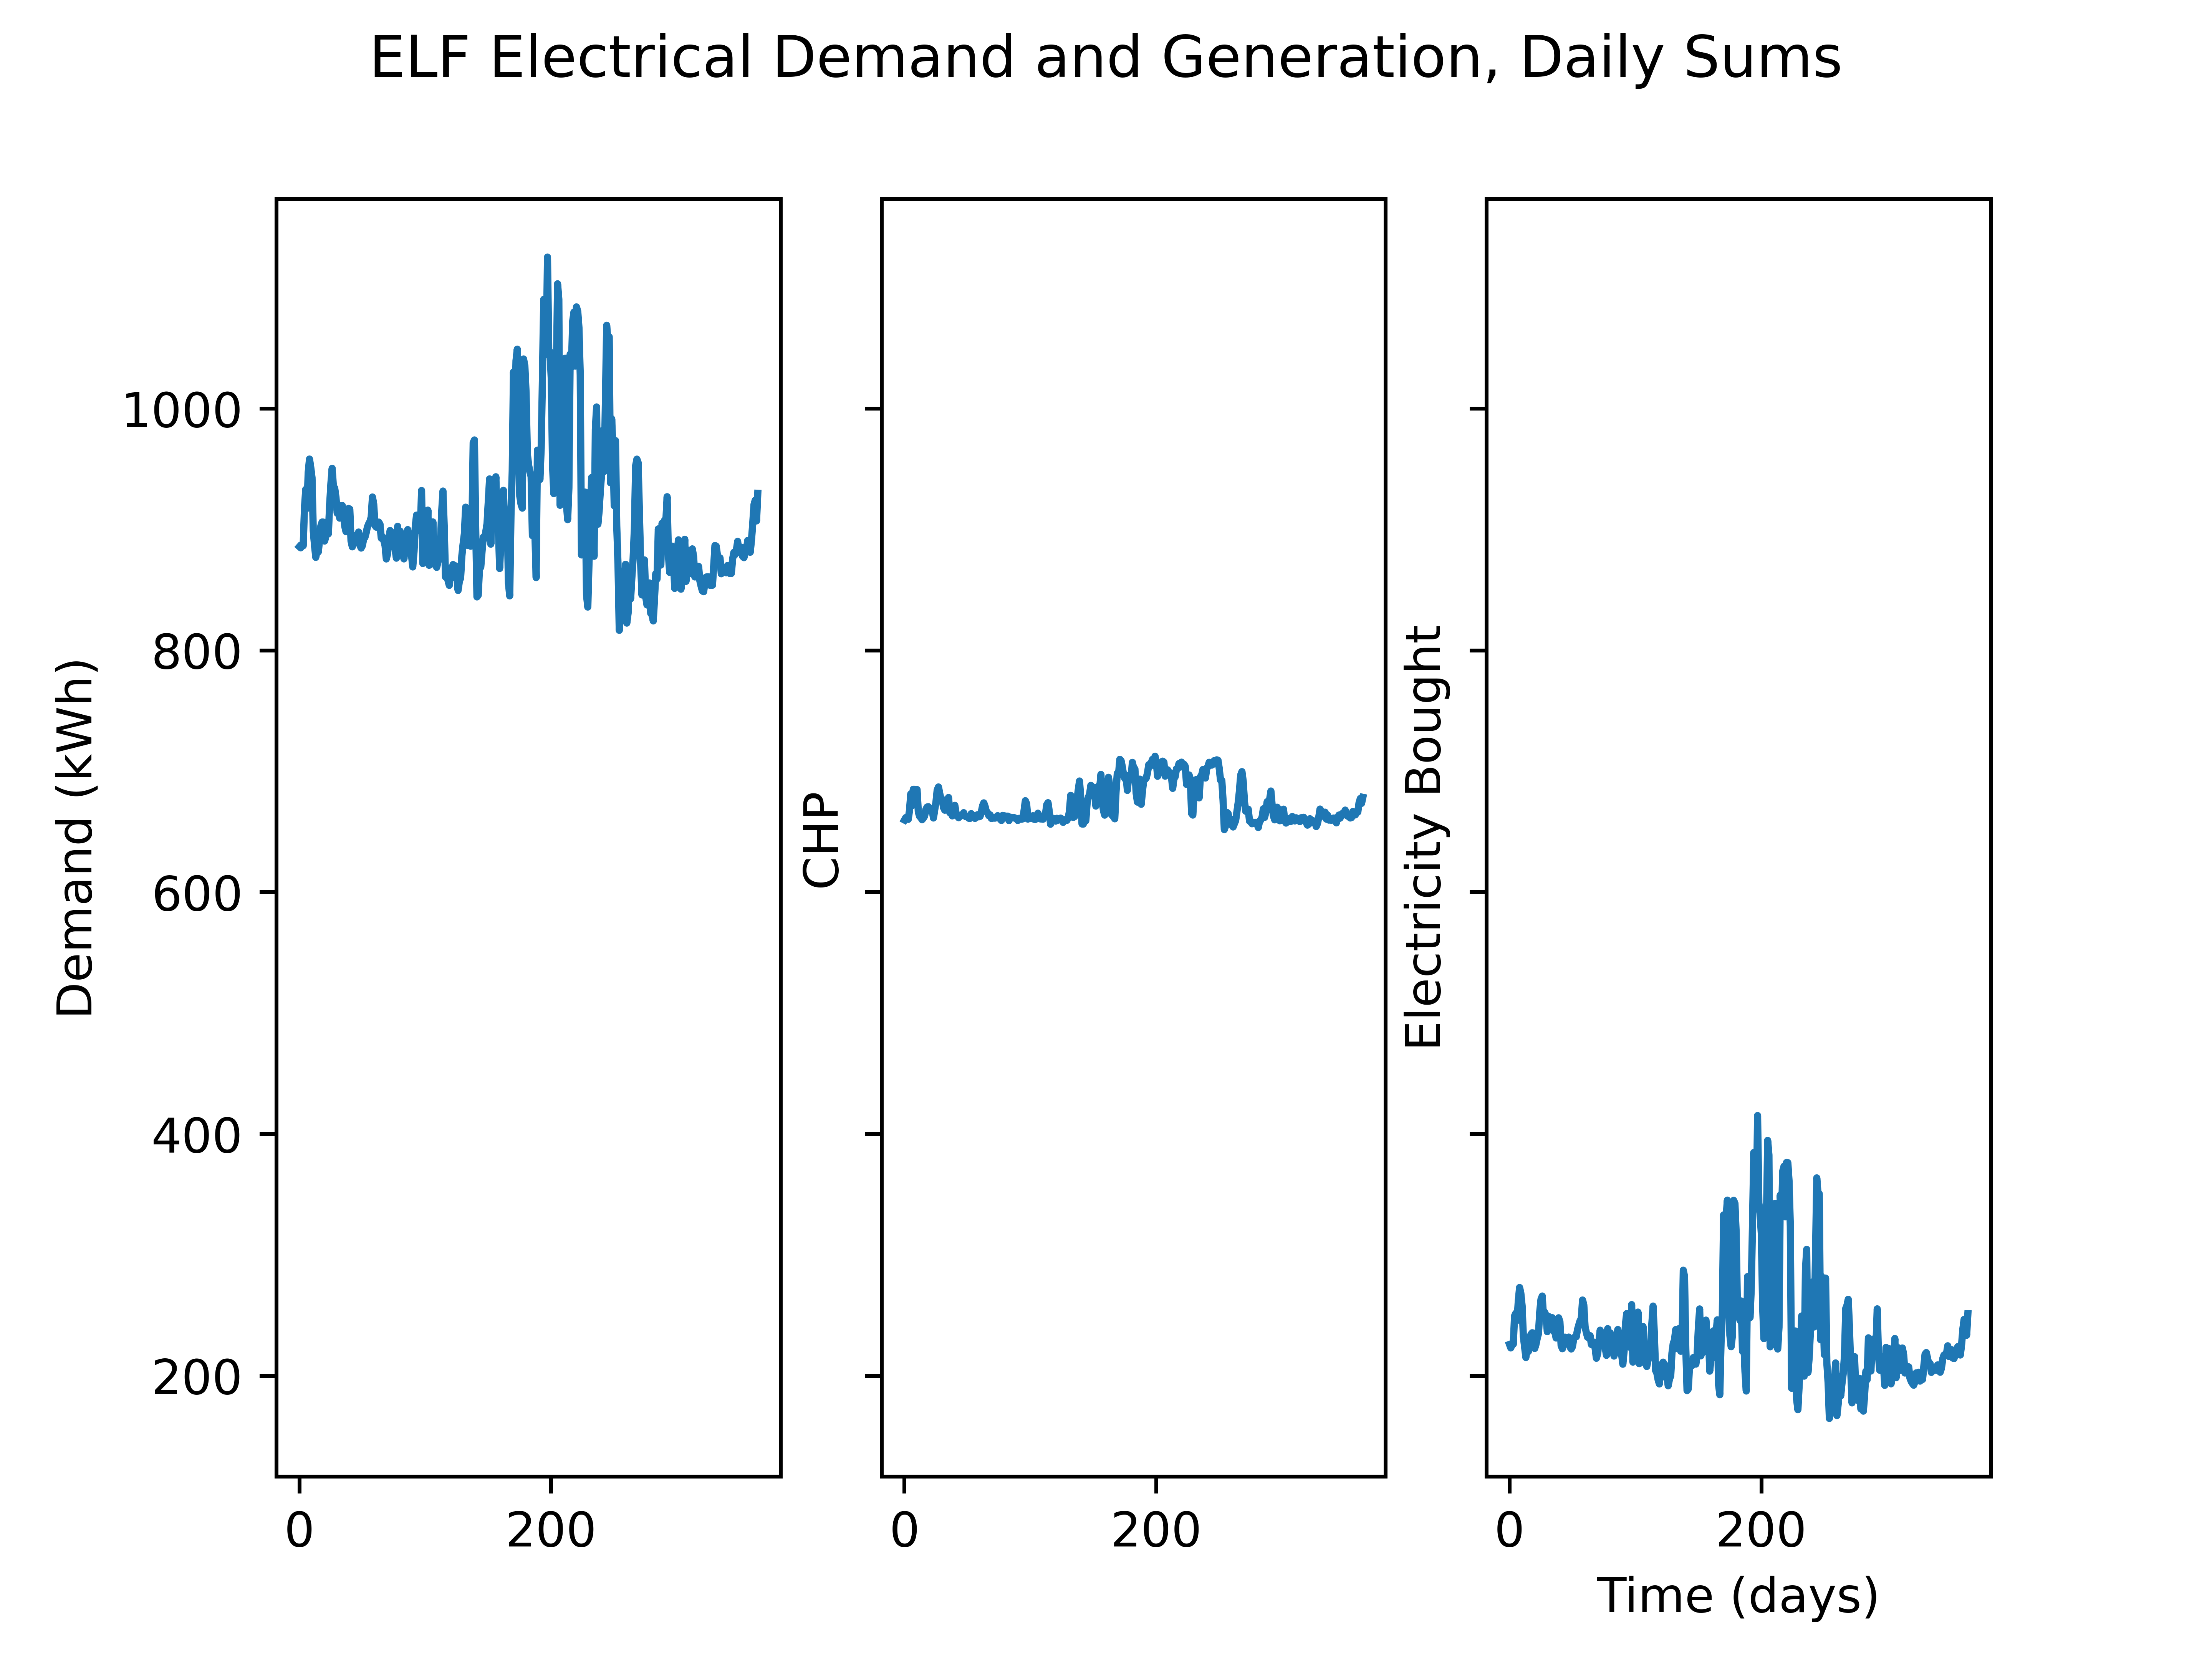 ELF Electrical Demand and Generation, Daily Sums
Demand (kWh)
1000
800
600
400
200
0
200
CHP
0
200
Electricity Bought
0
200
Time (days)